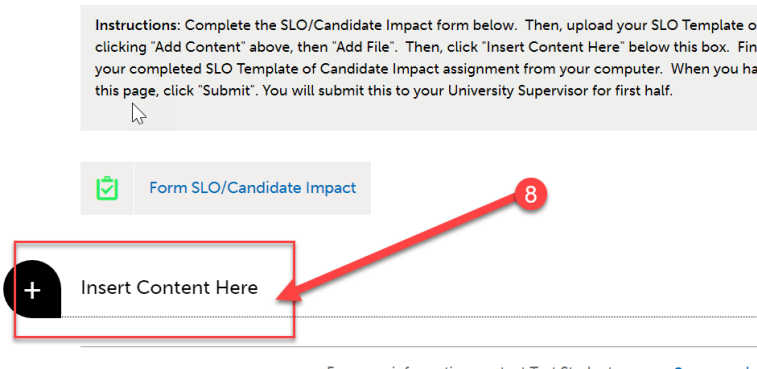 Instructions: Complete the SLO/Candidate Impact form below. Then, upload your SLO Template o
clicking "Add Content" above, then "Add File". Then, click "Insert Content Here" below this box. Fin
your completed SLO Template of Candidate Impact assignment from your computer. When you ha
this page, click "Submit". You will submit this to your University Supervisor for first half.
Form SLO/Candidate Impact
8
+
Insert Content Here